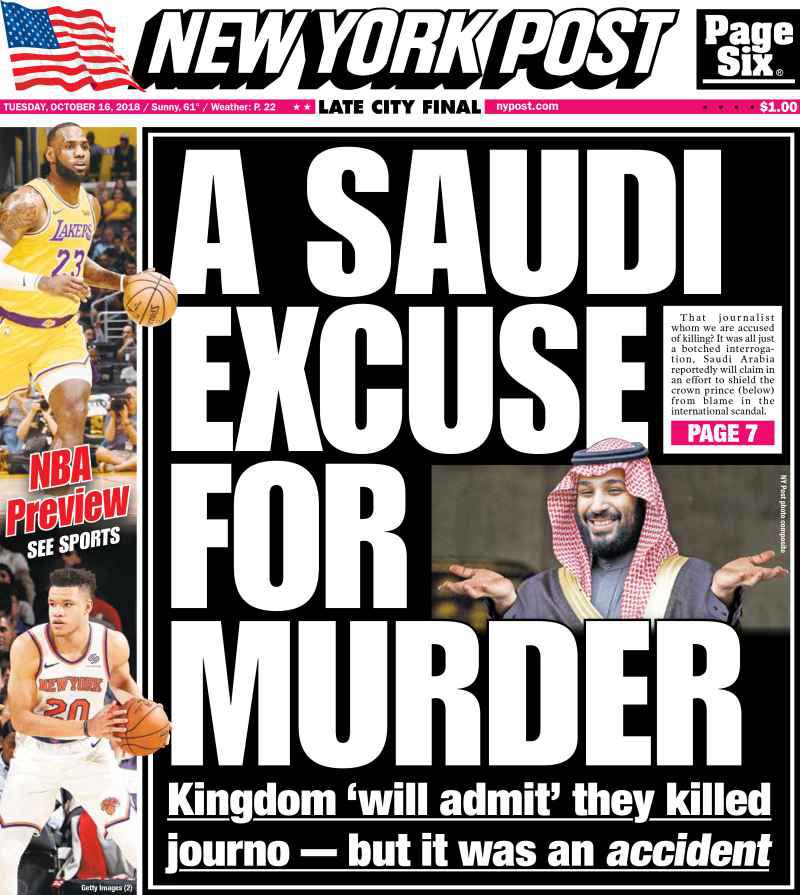 NEW YORK POST
Page
Six®
TUESDAY, OCTOBER 16, 2018 / Sunny, 61° / Weather: P. 22 ★★ LATE CITY FINAL nypost.com $1.00
LAKERS
23
NBA
Preview
SEE SPORTS
NEW YORK
20
Getty Images (2)
A SAUDI
EXCUSE
FOR
MURDER
That journalist
whom we are accused
of killing? It was all just
a botched interroga-
tion, Saudi Arabia
reportedly will claim in
an effort to shield the
crown prince (below)
from blame in the
international scandal.
PAGE 7
NY Post photo composite
Kingdom ‘will admit’ they killed
journo — but it was an accident